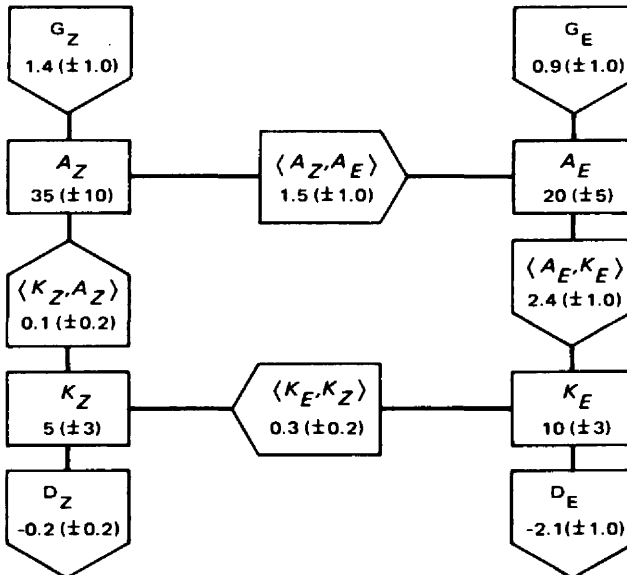 G_Z
1.4 (±1.0)
G_E
0.9 (±1.0)
A_Z
35 (±10)
⟨A_Z,A_E⟩
1.5 (±1.0)
A_E
20 (±5)
⟨K_Z,A_Z⟩
0.1 (±0.2)
⟨A_E,K_E⟩
2.4 (±1.0)
K_Z
5 (±3)
⟨K_E,K_Z⟩
0.3 (±0.2)
K_E
10 (±3)
D_Z
-0.2 (±0.2)
D_E
-2.1(±1.0)